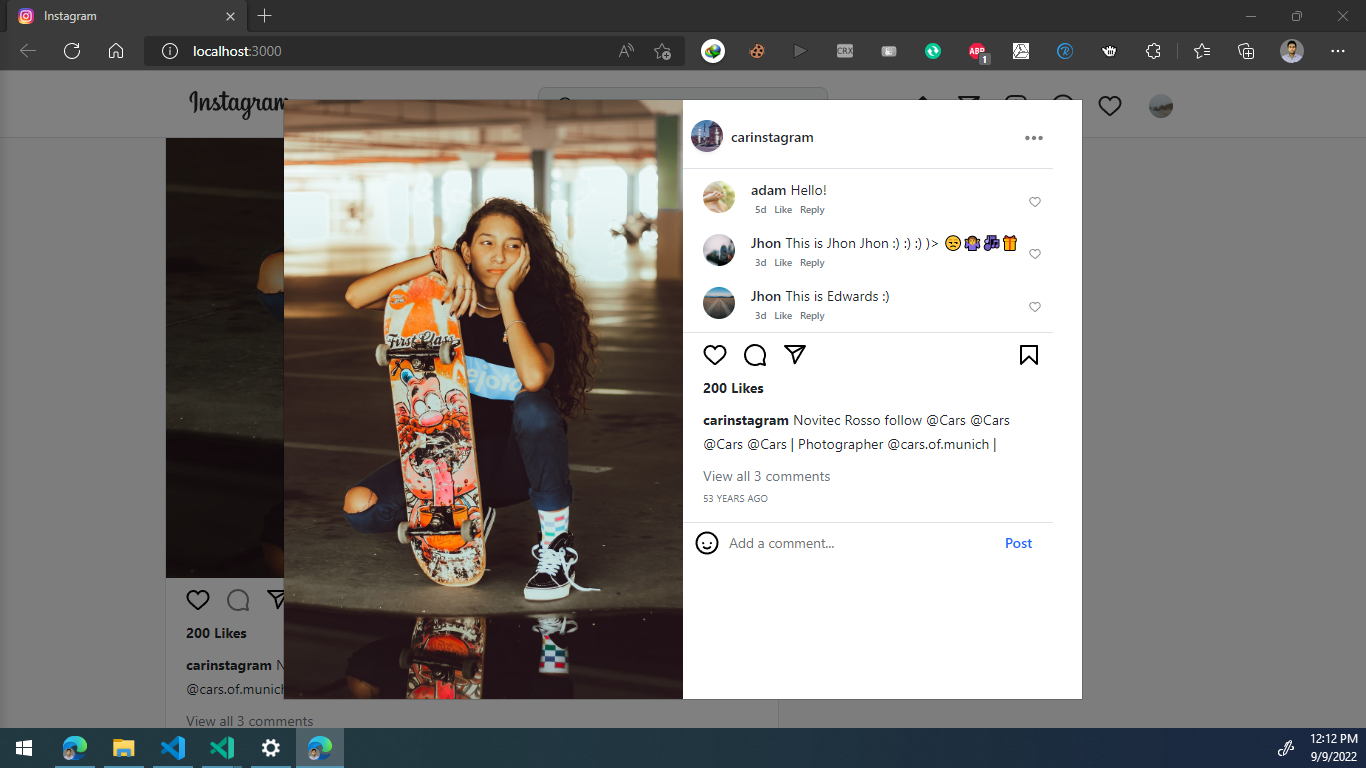 Instagram
localhost:3000
CRX
ABP
1
Instagram
carinstagram
adam Hello!
5d Like Reply
Jhon This is Jhon Jhon :) :) :) )> 😒🤷‍♀️🎶🎁
3d Like Reply
Jhon This is Edwards :)
3d Like Reply
First Class
200 Likes
carinstagram Novitec Rosso follow @Cars @Cars
@Cars @Cars | Photographer @cars.of.munich |
View all 3 comments
53 YEARS AGO
Add a comment...
Post
200 Likes
carinstagram
@cars.of.munich
View all 3 comments
12:12 PM
9/9/2022